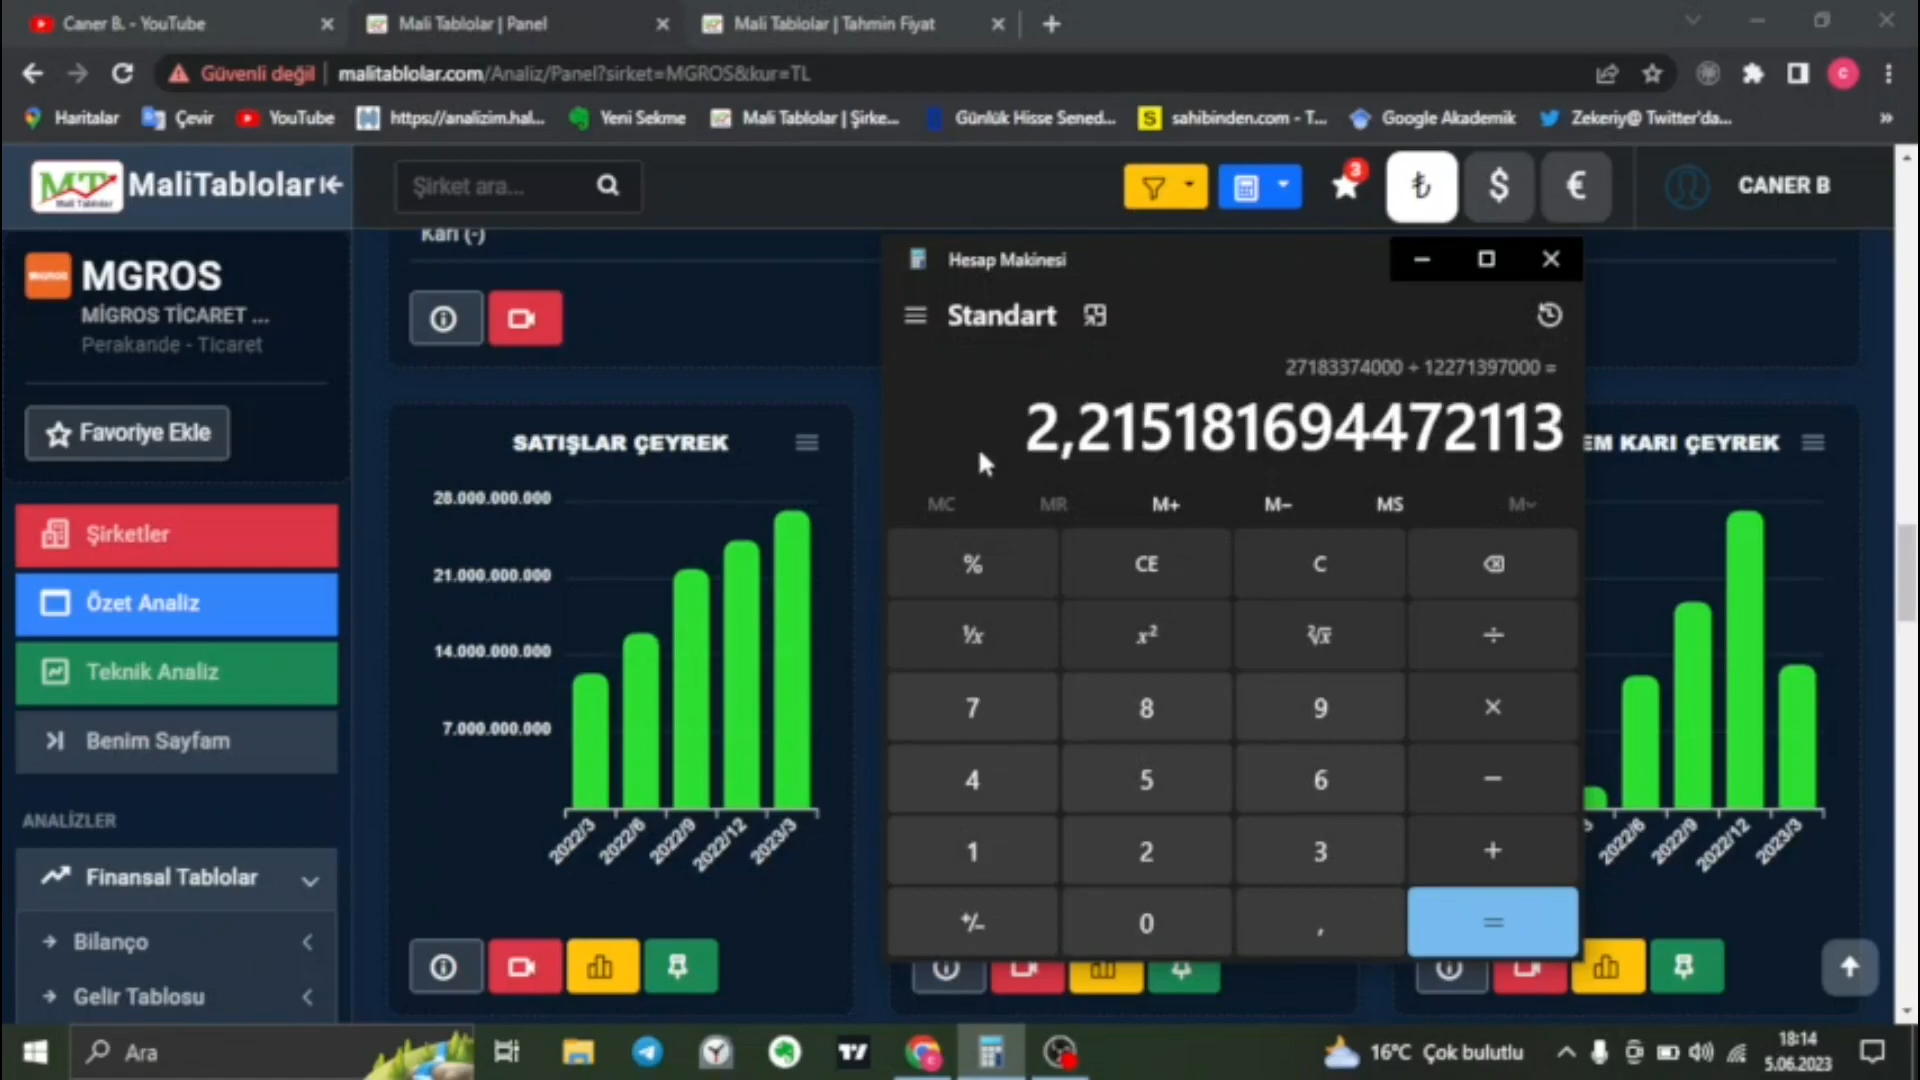 Caner B. - YouTube
Mali Tablolar | Panel
Mali Tablolar | Tahmin Fiyat
Güvenli değil
malitablolar.com/Analiz/Panel?sirket=MGROS&kur=TL
C
Haritalar
Çevir
YouTube
https://analizim.hal...
Yeni Sekme
Mali Tablolar | Şirke...
Günlük Hisse Sened...
S
sahibinden.com - T...
Google Akademik
Zekeriy@ Twitter'da...
»
MT
Mali Tablolar
MaliTablolar
Şirket ara...
3
₺
$
€
CANER B
MIGROS
MGROS
MİGROS TİCARET ...
Perakande - Ticaret
Favoriye Ekle
Şirketler
Özet Analiz
Teknik Analiz
Benim Sayfam
ANALİZLER
Finansal Tablolar
Bilanço
Gelir Tablosu
Karı (-)
SATIŞLAR ÇEYREK
28.000.000.000
21.000.000.000
14.000.000.000
7.000.000.000
2022/3
2022/6
2022/9
2022/12
2023/3
Hesap Makinesi
Standart
27183374000 ÷ 12271397000 =
2,215181694472113
MC MR M+ M− MS M˅
% CE C
¹/x x² ²√x ÷
7 8 9 ×
4 5 6 −
1 2 3 +
+/− 0 , =
EM KARI ÇEYREK
3
2022/6
2022/9
2022/12
2023/3
Ara
16°C Çok bulutlu
18:14
5.06.2023